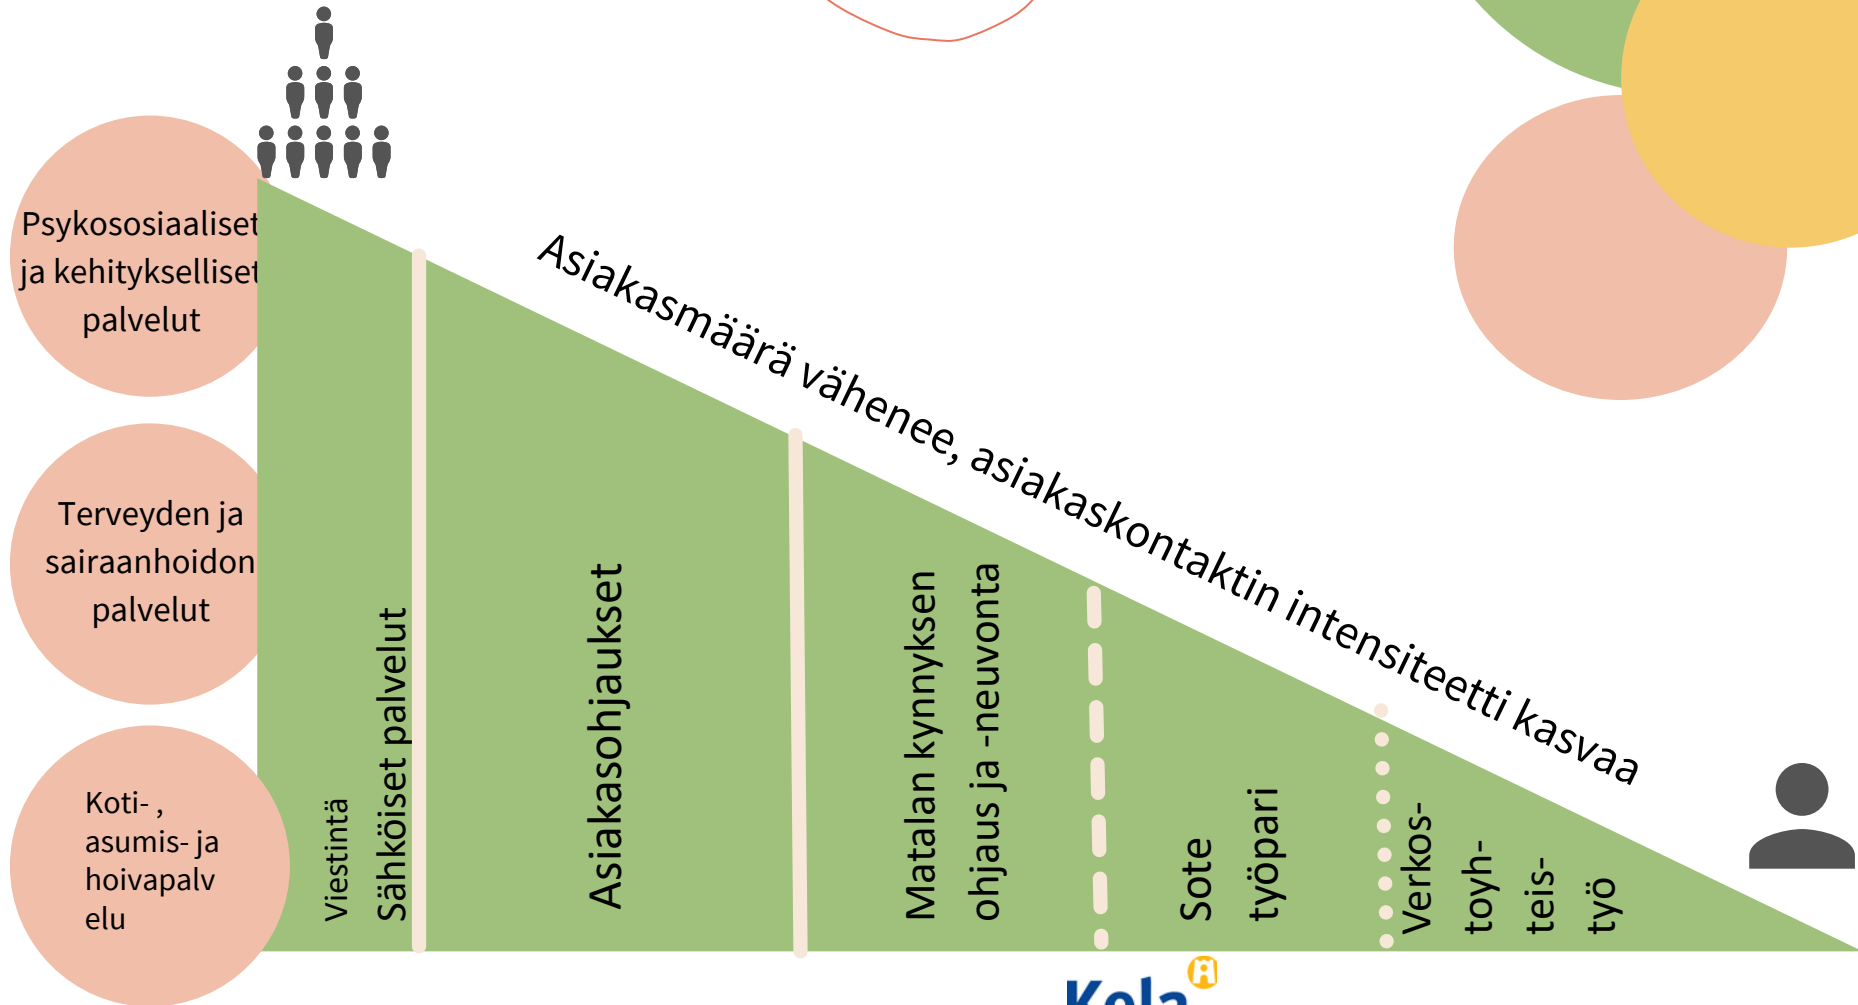 Psykososiaaliset
ja kehitykselliset
palvelut
Terveyden ja
sairaanhoidon
palvelut
Koti- ,
asumis- ja
hoivapalv
elu
Asiakasmäärä vähenee, asiakaskontaktin intensiteetti kasvaa
Viestintä
Sähköiset palvelut
Asiakasohjaukset
Matalan kynnyksen
ohjaus ja -neuvonta
Sote
työpari
Verkos-
toyh-
teis-
työ
Kela